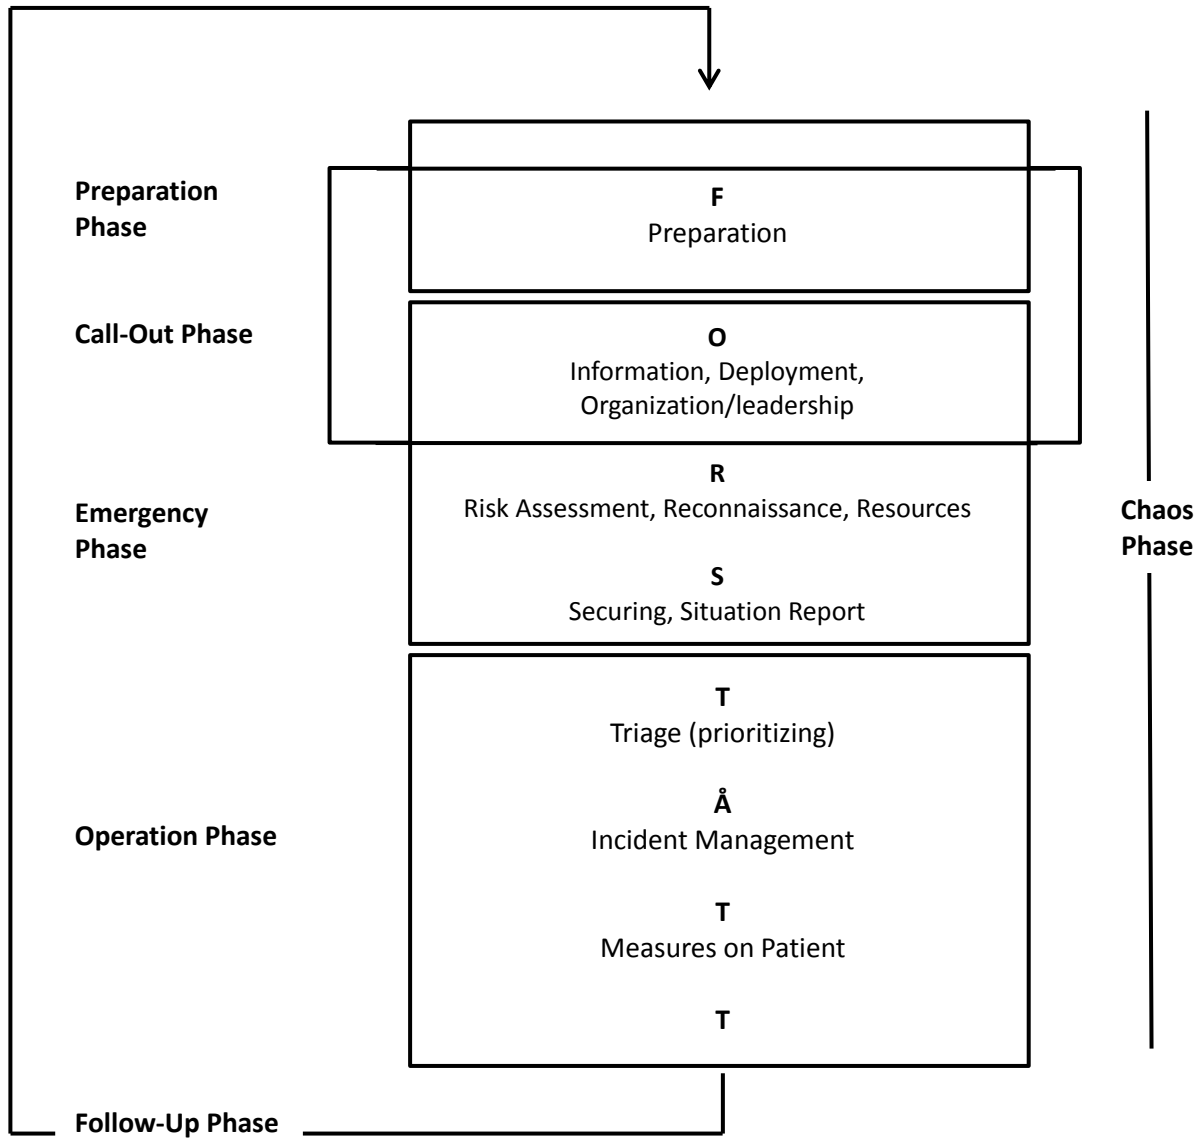 Preparation
Phase
F
Preparation
Call-Out Phase
O
Information, Deployment,
Organization/leadership
Emergency
Phase
R
Risk Assessment, Reconnaissance, Resources
S
Securing, Situation Report
Chaos
Phase
Operation Phase
T
Triage (prioritizing)
Å
Incident Management
T
Measures on Patient
T
Follow-Up Phase